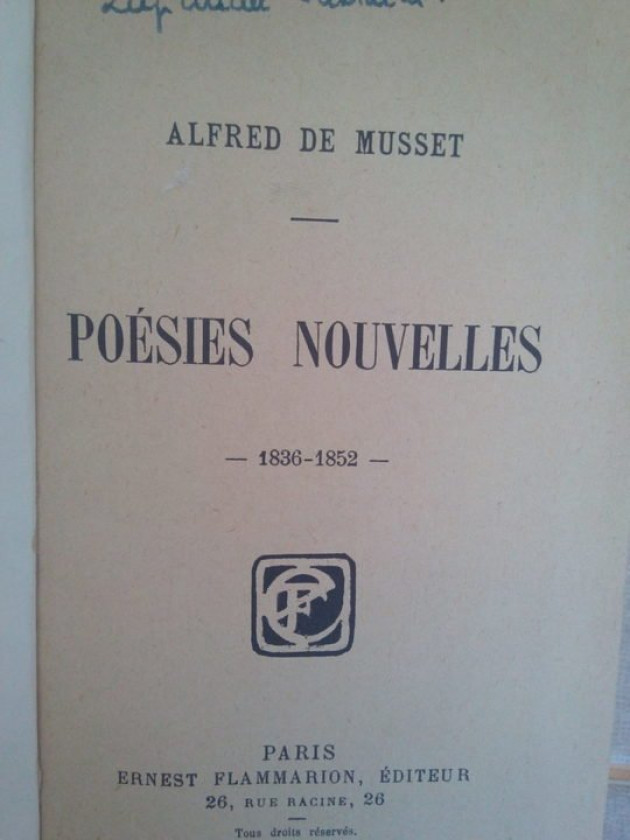 ALFRED DE MUSSET
POÉSIES NOUVELLES
— 1836-1852 —
PARIS
ERNEST FLAMMARION, ÉDITEUR
26, RUE RACINE, 26
Tous droits réservés.